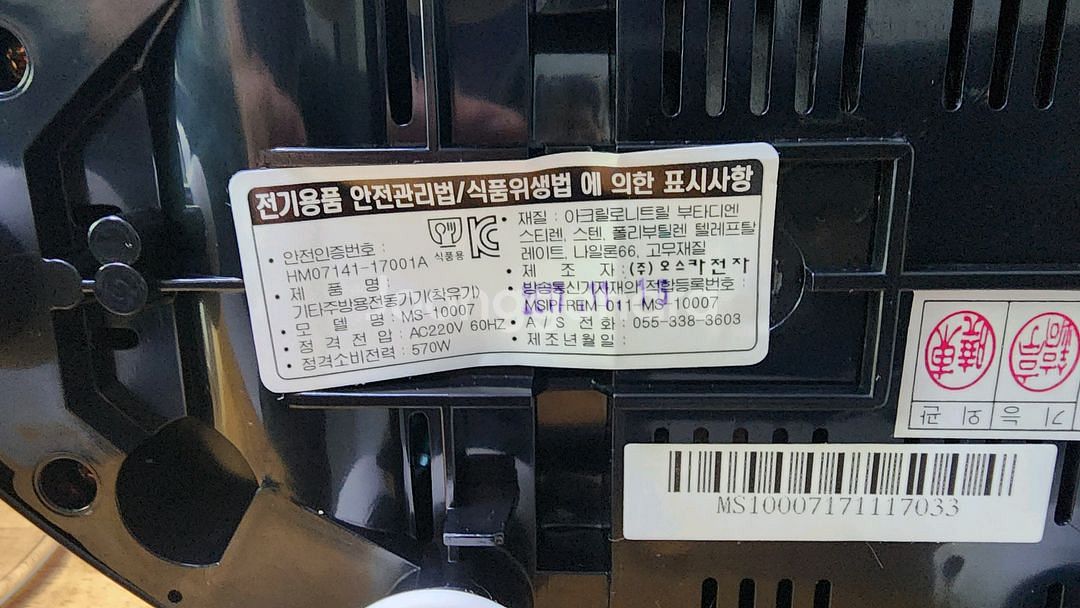 전기용품 안전관리법/식품위생법 에 의한 표시사항
• 안전인증번호 :
HM07141-17001A
식품용
• 제 품 명 :
기타주방용전동기기(착유기)
• 모 델 명 : MS-10007
• 정 격 전 압 : AC220V 60HZ
• 정격소비전력 : 570W
• 재질 : 아크릴로니트릴 부타디엔
스티렌, 스텐, 폴리부틸렌 텔레프탈
레이트, 나일론66, 고무재질
• 제 조 자 : (주) 오스카전자
• 방송통신기자재의 적합등록번호 :
MSIP-REM-011-MS-10007
• A / S 전 화 : 055-338-3603
• 제조년월일 :
기능
외관
MS10007171117033